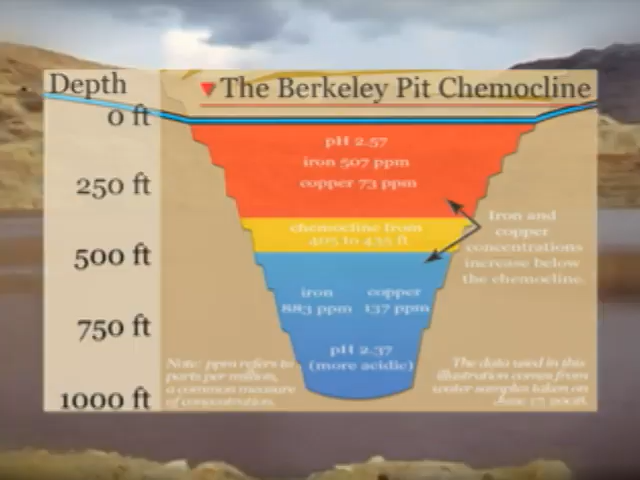 Depth
The Berkeley Pit Chemocline
0 ft
250 ft
500 ft
750 ft
1000 ft
pH 2.57
iron 507 ppm
copper 73 ppm
chemocline from
405 to 435 ft
Iron and
copper
concentrations
increase below
the chemocline.
iron
883 ppm
copper
137 ppm
pH 2.37
(more acidic)
Note: ppm refers to
parts per million,
a common measure
of concentration.
The data used in this
illustration comes from
water samples taken on
June 17